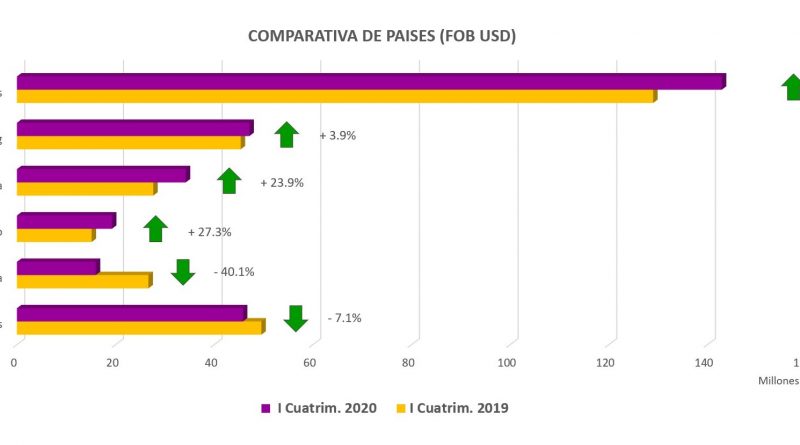 COMPARATIVA DE PAISES (FOB USD)
s
g
+ 3.9%
a
+ 23.9%
o
+ 27.3%
a
- 40.1%
s
- 7.1%
0 20 40 60 80 100 120 140 1
Millones
I Cuatrim. 2020 I Cuatrim. 2019